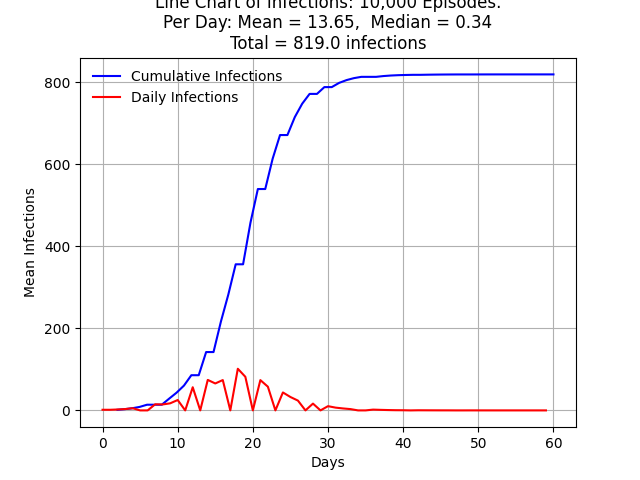 Line Chart of Infections: 10,000 Episodes.
Per Day: Mean = 13.65, Median = 0.34
Total = 819.0 infections
Cumulative Infections
Daily Infections
800
600
400
200
0
Mean Infections
0 10 20 30 40 50 60
Days